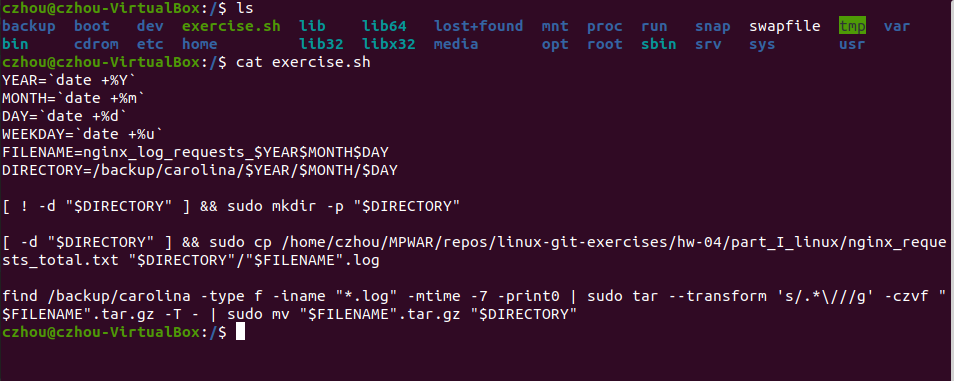 czhou@czhou-VirtualBox:/$ ls
backup boot dev exercise.sh lib lib64 lost+found mnt proc run snap swapfile tmp var
bin cdrom etc home lib32 libx32 media opt root sbin srv sys usr
czhou@czhou-VirtualBox:/$ cat exercise.sh
YEAR=`date +%Y`
MONTH=`date +%m`
DAY=`date +%d`
WEEKDAY=`date +%u`
FILENAME=nginx_log_requests_$YEAR$MONTH$DAY
DIRECTORY=/backup/carolina/$YEAR/$MONTH/$DAY
[ ! -d "$DIRECTORY" ] && sudo mkdir -p "$DIRECTORY"
[ -d "$DIRECTORY" ] && sudo cp /home/czhou/MPWAR/repos/linux-git-exercises/hw-04/part_I_linux/nginx_reque
sts_total.txt "$DIRECTORY"/"$FILENAME".log
find /backup/carolina -type f -iname "*.log" -mtime -7 -print0 | sudo tar --transform 's/.*\///g' -czvf "
$FILENAME".tar.gz -T - | sudo mv "$FILENAME".tar.gz "$DIRECTORY"
czhou@czhou-VirtualBox:/$